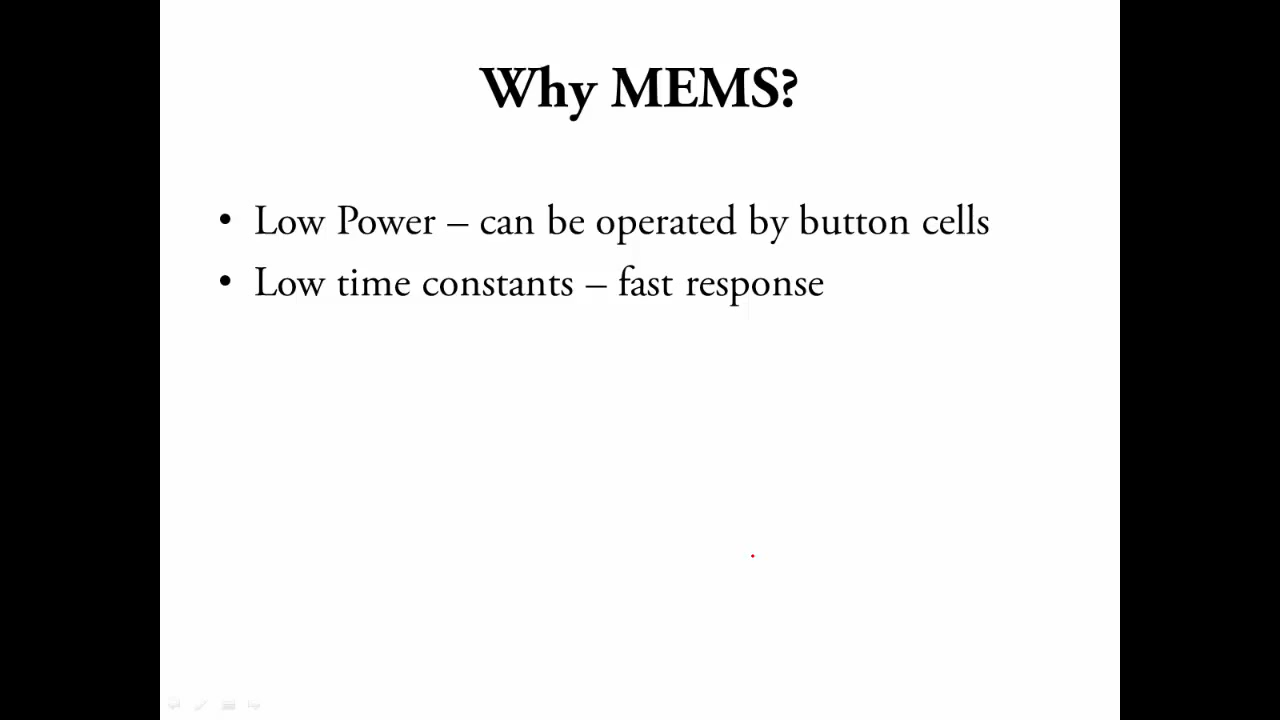 Why MEMS?
• Low Power – can be operated by button cells
• Low time constants – fast response